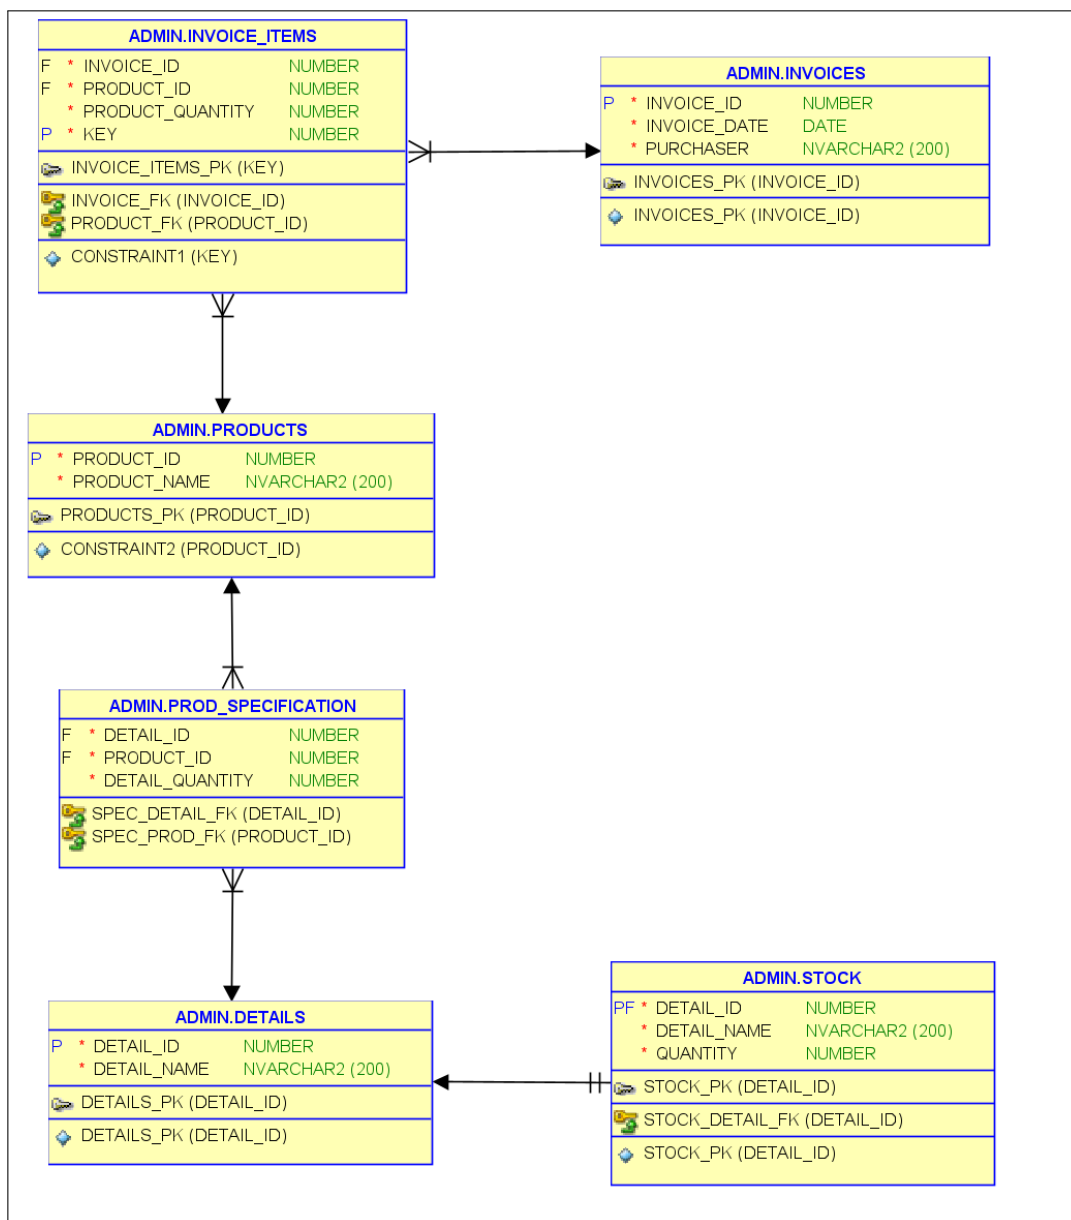 ADMIN.INVOICE_ITEMS
F * INVOICE_ID NUMBER
F * PRODUCT_ID NUMBER
* PRODUCT_QUANTITY NUMBER
P * KEY NUMBER
INVOICE_ITEMS_PK (KEY)
INVOICE_FK (INVOICE_ID)
PRODUCT_FK (PRODUCT_ID)
CONSTRAINT1 (KEY)
ADMIN.INVOICES
P * INVOICE_ID NUMBER
* INVOICE_DATE DATE
* PURCHASER NVARCHAR2 (200)
INVOICES_PK (INVOICE_ID)
INVOICES_PK (INVOICE_ID)
ADMIN.PRODUCTS
P * PRODUCT_ID NUMBER
* PRODUCT_NAME NVARCHAR2 (200)
PRODUCTS_PK (PRODUCT_ID)
CONSTRAINT2 (PRODUCT_ID)
ADMIN.PROD_SPECIFICATION
F * DETAIL_ID NUMBER
F * PRODUCT_ID NUMBER
* DETAIL_QUANTITY NUMBER
SPEC_DETAIL_FK (DETAIL_ID)
SPEC_PROD_FK (PRODUCT_ID)
ADMIN.DETAILS
P * DETAIL_ID NUMBER
* DETAIL_NAME NVARCHAR2 (200)
DETAILS_PK (DETAIL_ID)
DETAILS_PK (DETAIL_ID)
ADMIN.STOCK
PF * DETAIL_ID NUMBER
* DETAIL_NAME NVARCHAR2 (200)
* QUANTITY NUMBER
STOCK_PK (DETAIL_ID)
STOCK_DETAIL_FK (DETAIL_ID)
STOCK_PK (DETAIL_ID)